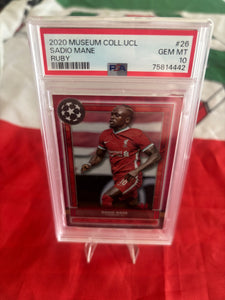 2020 MUSEUM COLL.UCL #26
SADIO MANE GEM MT
RUBY 10
PSA 75814442
SADIO MANE